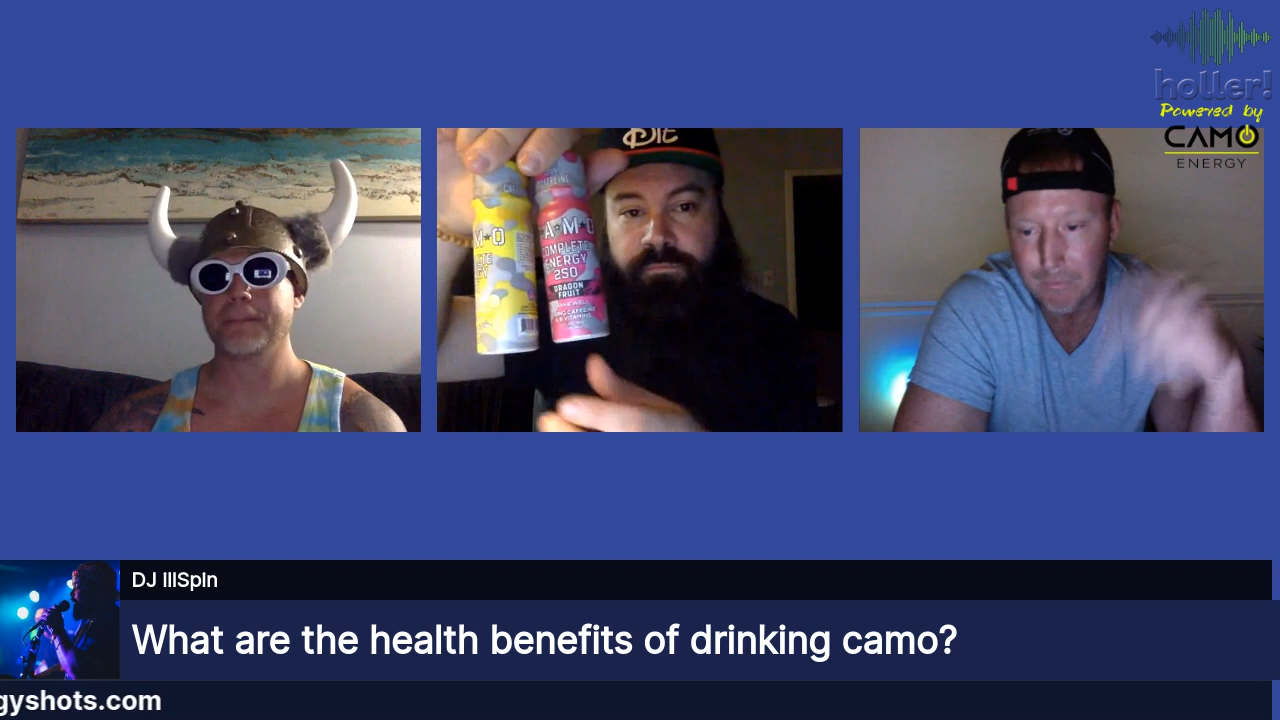 holler!
Powered by
CAMO
ENERGY
DIE
M★O
C★A★M★O
COMPLETE
ENERGY
250
DRAGON
FRUIT
DJ IllSpIn
What are the health benefits of drinking camo?
gyshots.com